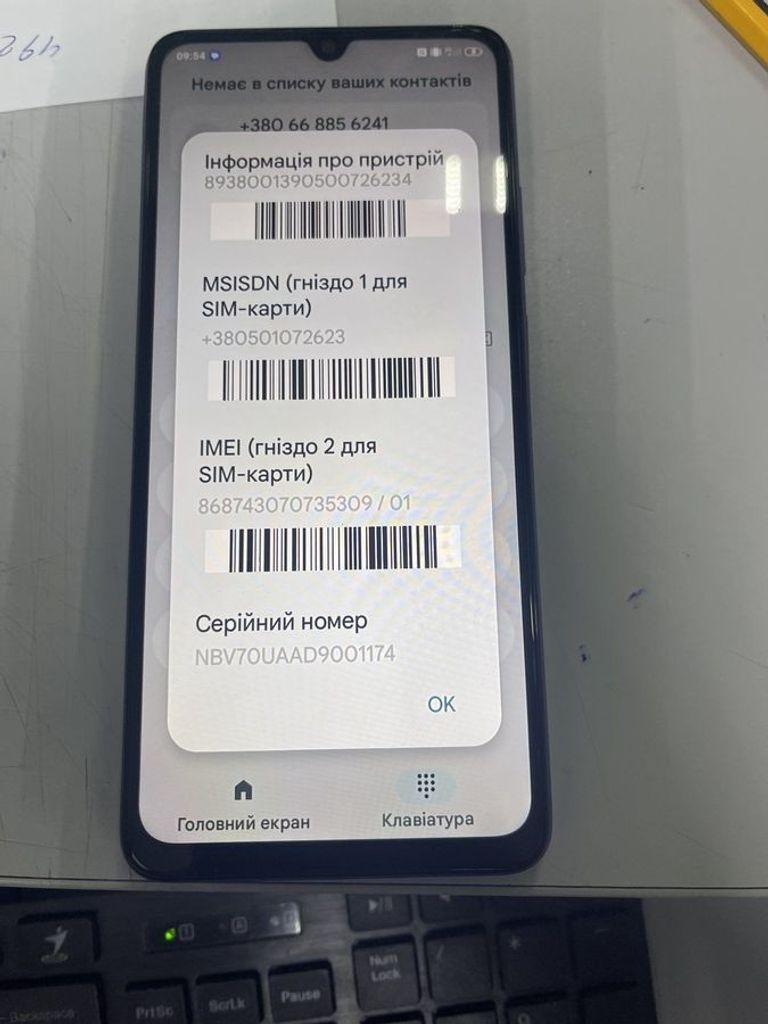 09:54
Немає в списку ваших контактів
+380 66 885 6241
Інформація про пристрій
8938001390500726234
MSISDN (гніздо 1 для
SIM-карти)
+380501072623
IMEI (гніздо 2 для
SIM-карти)
868743070735309 / 01
Серійний номер
NBV70UAAD9001174
OK
Головний екран
Клавіатура
Num
Lock
Backspace
PrtSc
ScrLk
Pause